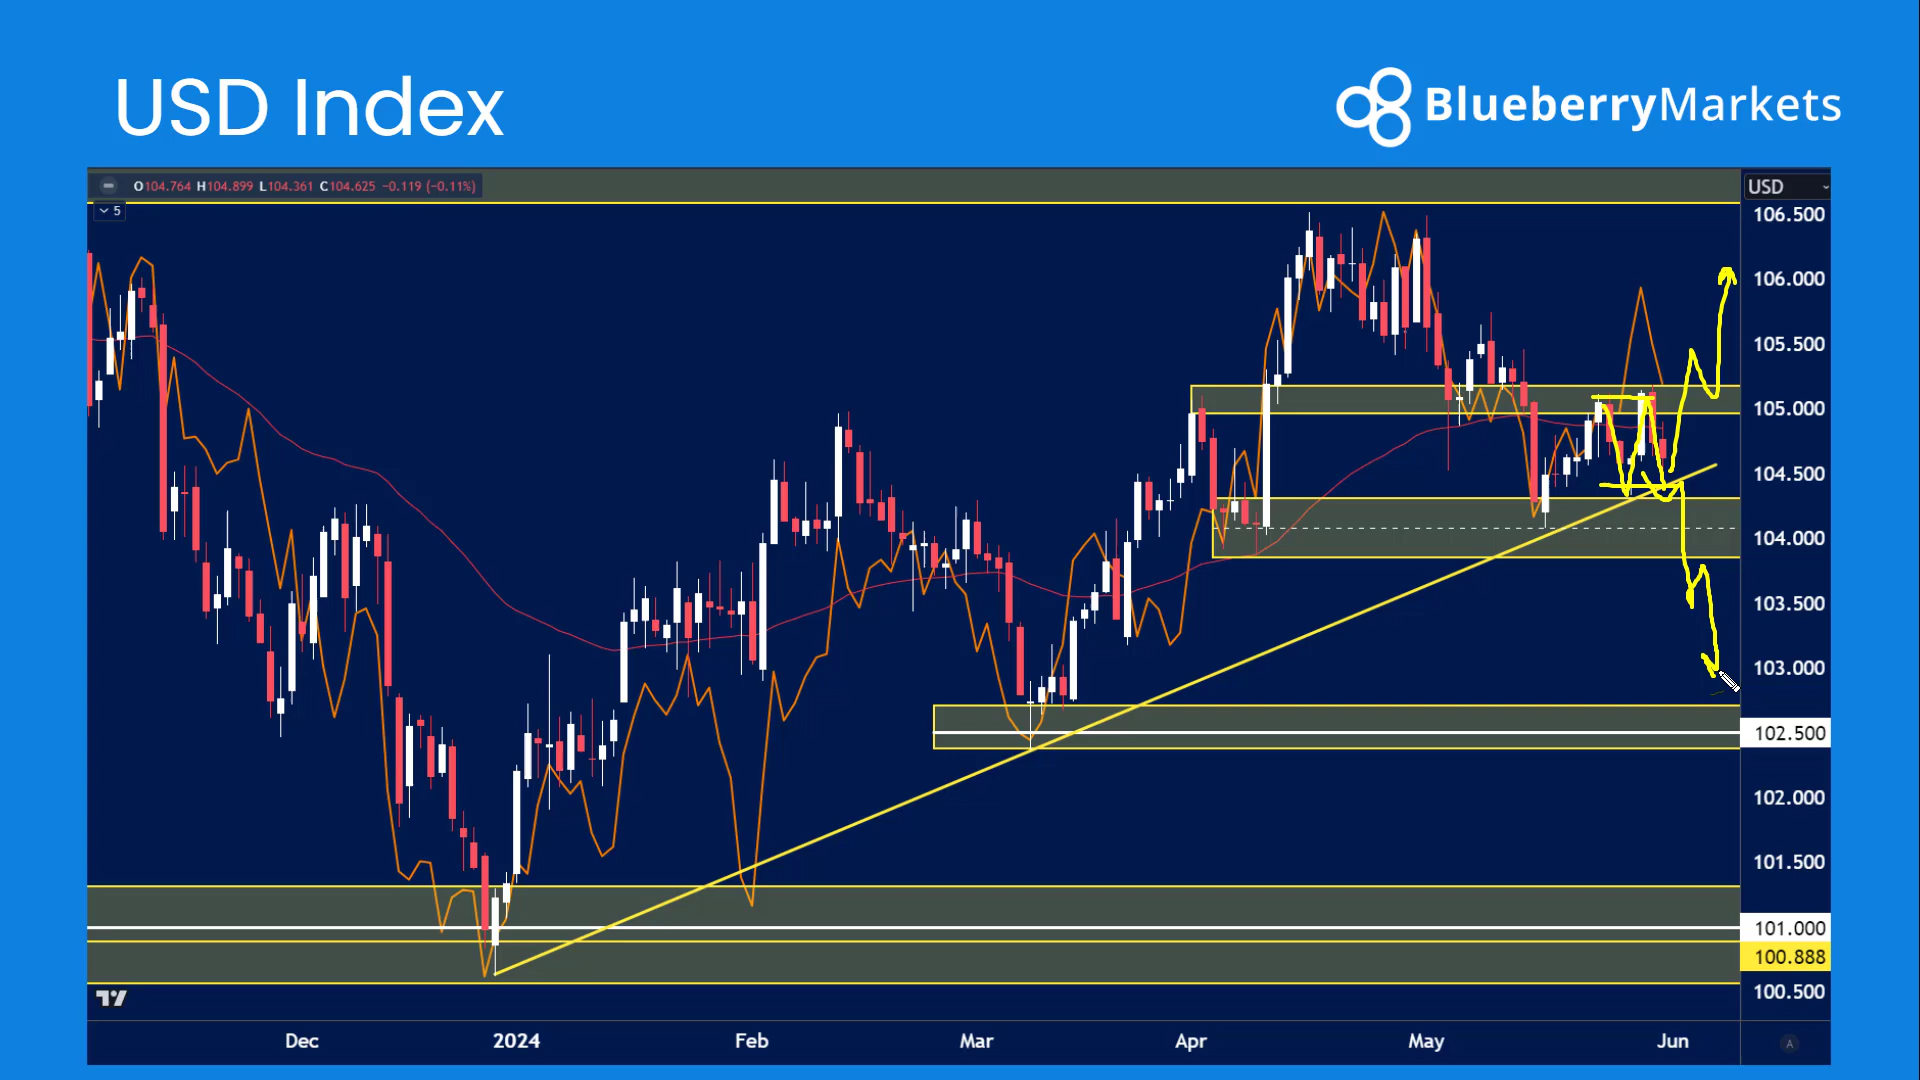 USD Index
BlueberryMarkets
O104.764 H104.899 L104.361 C104.625 −0.119 (−0.11%)
USD
5
106.500
106.000
105.500
105.000
104.500
104.000
103.500
103.000
102.500
102.000
101.500
101.000
100.888
100.500
Dec 2024 Feb Mar Apr May Jun
A